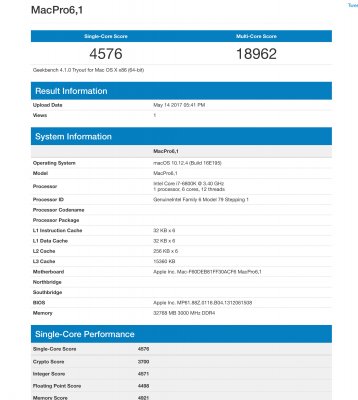 Tweet
MacPro6,1
Single-Core Score Multi-Core Score
4576 18962
Geekbench 4.1.0 Tryout for Mac OS X x86 (64-bit)
Result Information
Upload Date May 14 2017 05:41 PM
Views 1
System Information
MacPro6,1
Operating System macOS 10.12.4 (Build 16E195)
Model MacPro6,1
Processor Intel Core i7-6800K @ 3.40 GHz
1 processor, 6 cores, 12 threads
Processor ID GenuineIntel Family 6 Model 79 Stepping 1
Processor Codename
Processor Package
L1 Instruction Cache 32 KB x 6
L1 Data Cache 32 KB x 6
L2 Cache 256 KB x 6
L3 Cache 15360 KB
Motherboard Apple Inc. Mac-F60DEB81FF30ACF6 MacPro6,1
Northbridge
Southbridge
BIOS Apple Inc. MP61.88Z.0116.B04.1312061508
Memory 32768 MB 3000 MHz DDR4
Single-Core Performance
Single-Core Score 4576
Crypto Score 3700
Integer Score 4571
Floating Point Score 4498
Memory Score 4921